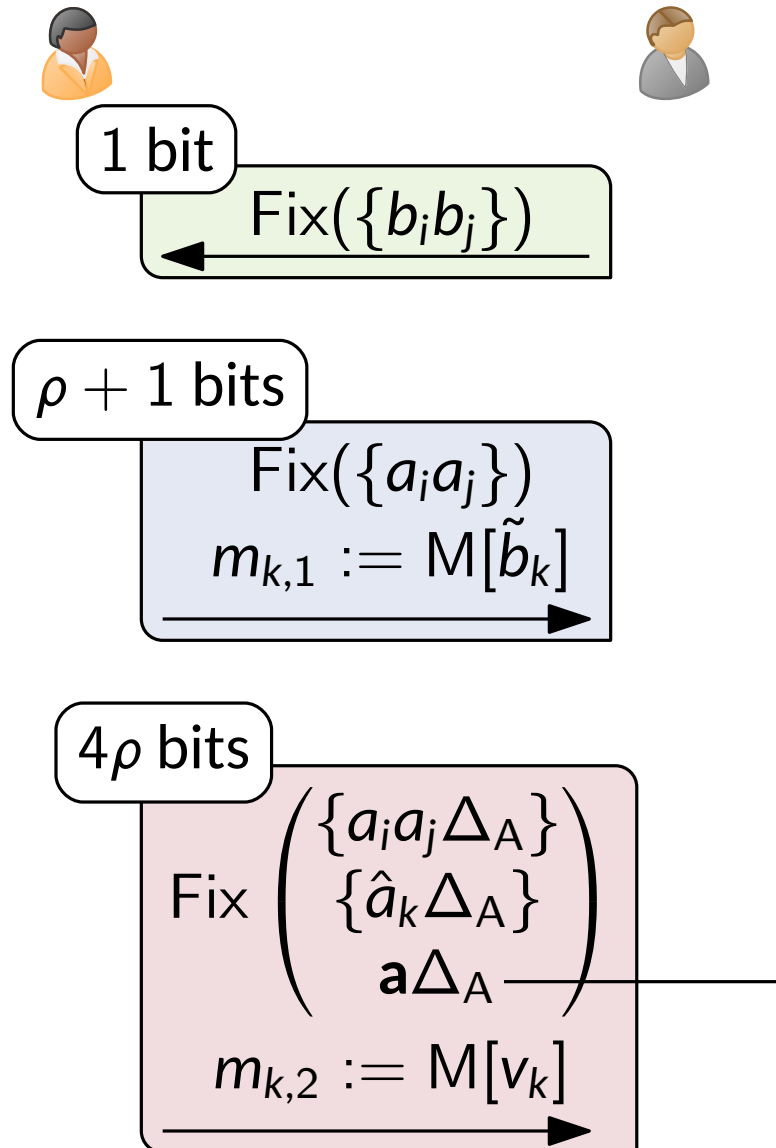 1 bit
Fix({b_i b_j})
ρ + 1 bits
Fix({a_i a_j})
m_{k,1} := M[b̃_k]
4ρ bits
{a_i a_j Δ_A}
Fix ( {â_k Δ_A} )
𝐚Δ_A
m_{k,2} := M[v_k]